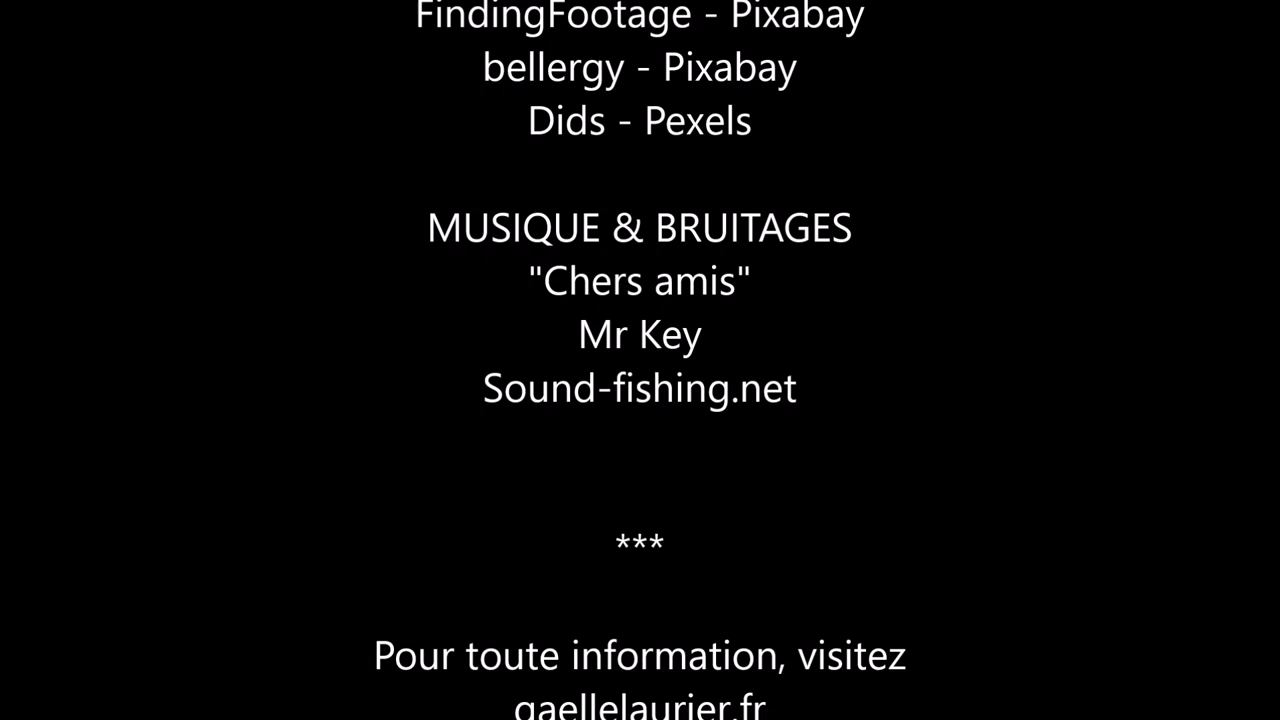 FindingFootage - Pixabay
bellergy - Pixabay
Dids - Pexels
MUSIQUE & BRUITAGES
"Chers amis"
Mr Key
Sound-fishing.net
***
Pour toute information, visitez
gaellelaurier.fr